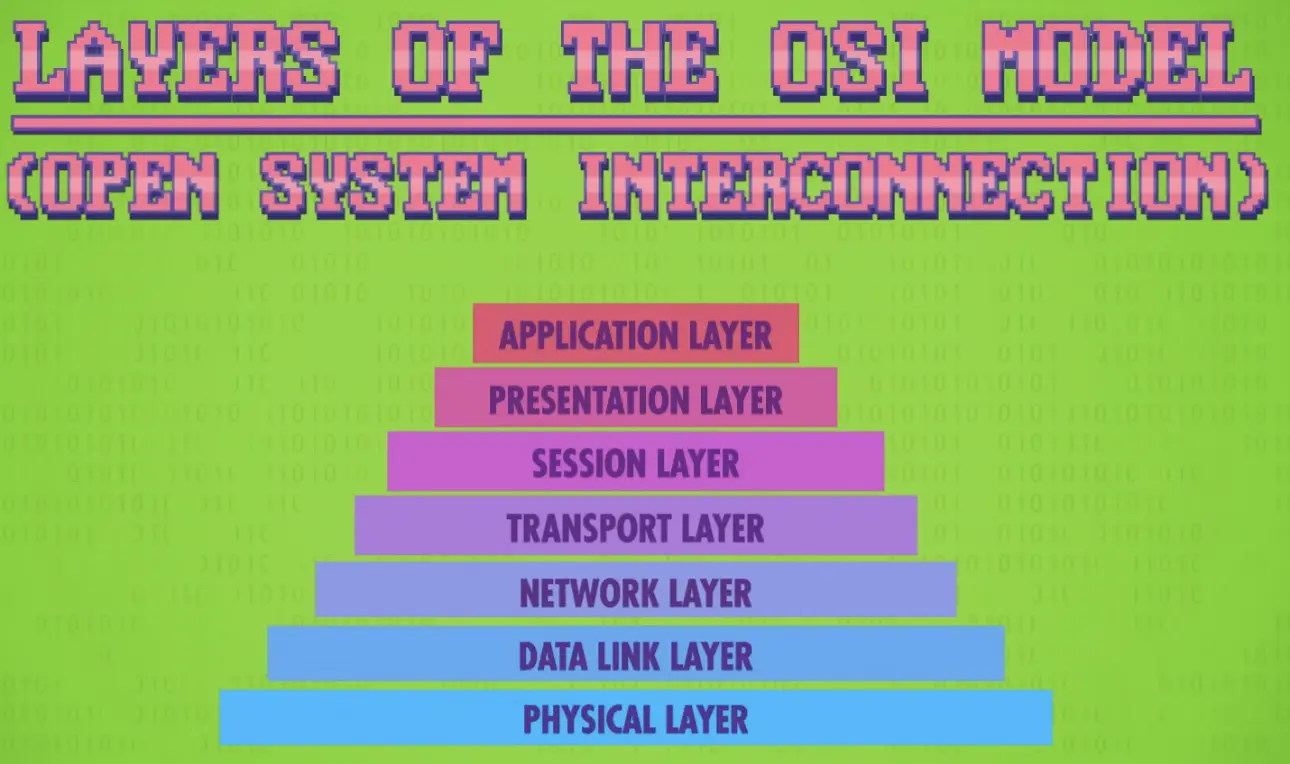 LAYERS OF THE OSI MODEL
(OPEN SYSTEM INTERCONNECTION)
APPLICATION LAYER
PRESENTATION LAYER
SESSION LAYER
TRANSPORT LAYER
NETWORK LAYER
DATA LINK LAYER
PHYSICAL LAYER